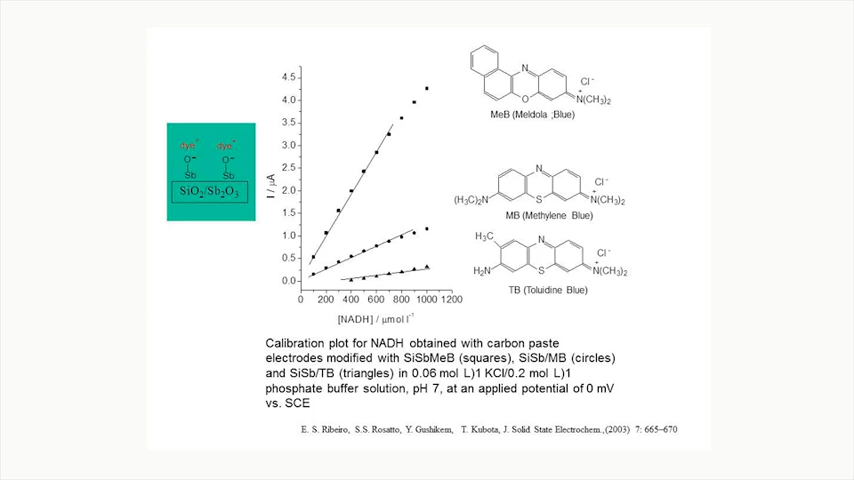 dye⁺ dye⁺
O⁻ O⁻
Sb Sb
SiO₂/Sb₂O₃
I / μA
4.5
4.0
3.5
3.0
2.5
2.0
1.5
1.0
0.5
0.0
0 200 400 600 800 1000 1200
[NADH] / μmol l⁻¹
N
Cl⁻
O
+
N(CH₃)₂
MeB (Meldola ;Blue)
N
Cl⁻
+
(H₃C)₂N S N(CH₃)₂
MB (Methylene Blue)
H₃C
N
Cl⁻
+
H₂N S N(CH₃)₂
TB (Toluidine Blue)
Calibration plot for NADH obtained with carbon paste
electrodes modified with SiSbMeB (squares), SiSb/MB (circles)
and SiSb/TB (triangles) in 0.06 mol L)1 KCl/0.2 mol L)1
phosphate buffer solution, pH 7, at an applied potential of 0 mV
vs. SCE
E. S. Ribeiro, S.S. Rosatto, Y. Gushikem, T. Kubota, J. Solid State Electrochem.,(2003) 7: 665–670